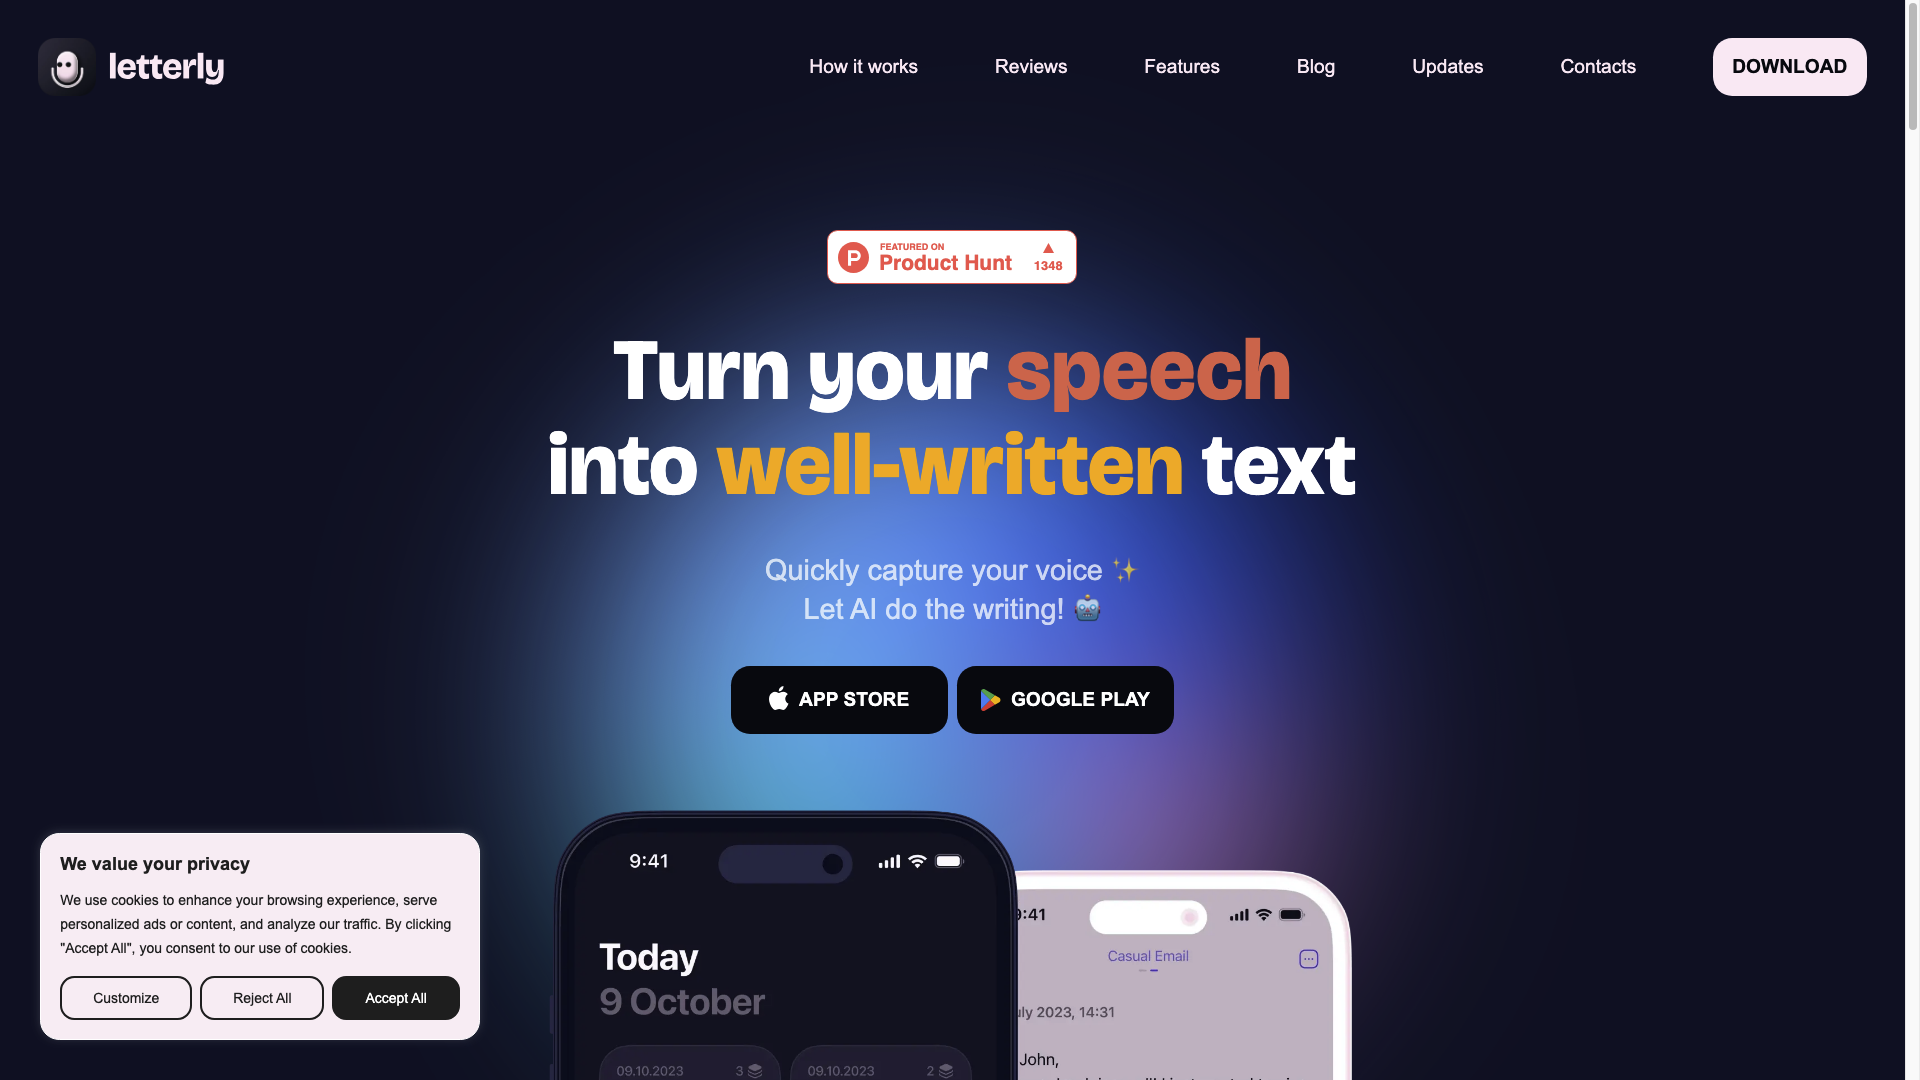 letterly
How it works
Reviews
Features
Blog
Updates
Contacts
DOWNLOAD
FEATURED ON
Product Hunt
1348
Turn your speech
into well-written text
Quickly capture your voice ✨
Let AI do the writing! 🤖
APP STORE
GOOGLE PLAY
We value your privacy
We use cookies to enhance your browsing experience, serve
personalized ads or content, and analyze our traffic. By clicking
"Accept All", you consent to our use of cookies.
Customize
Reject All
Accept All
9:41
Today
9 October
09.10.2023
3
09.10.2023
2
9:41
Casual Email
2023, 14:31
John,